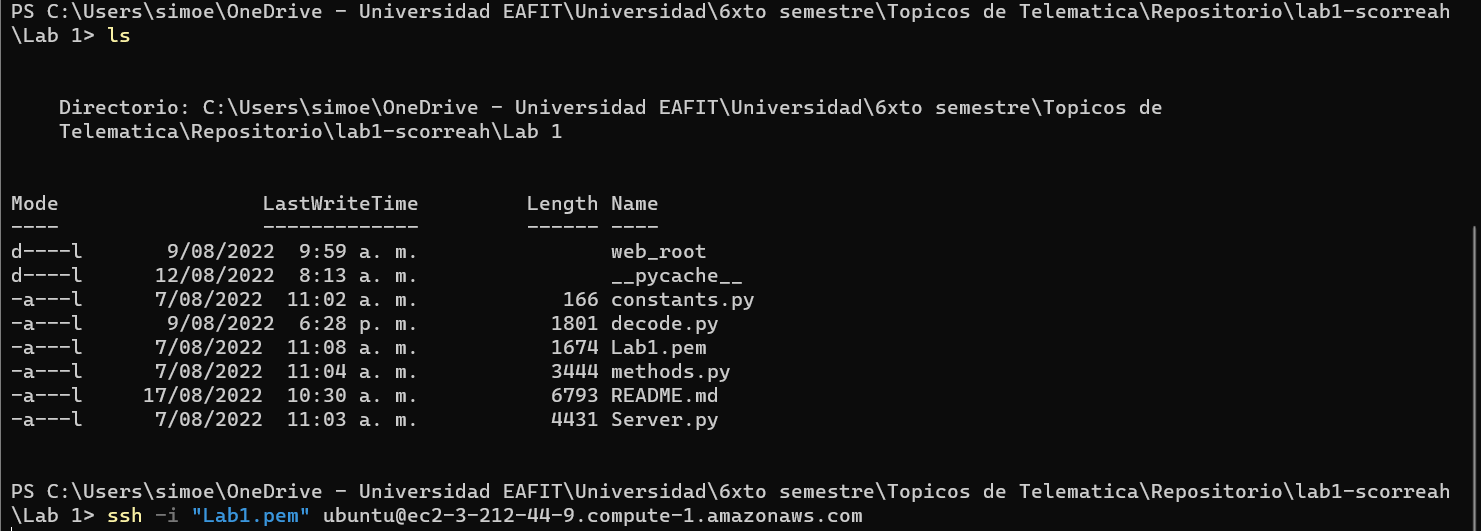 PS C:\Users\simoe\OneDrive - Universidad EAFIT\Universidad\6xto semestre\Topicos de Telematica\Repositorio\lab1-scorreah
\Lab 1> ls
Directorio: C:\Users\simoe\OneDrive - Universidad EAFIT\Universidad\6xto semestre\Topicos de
Telematica\Repositorio\lab1-scorreah\Lab 1
Mode                 LastWriteTime         Length Name
----                 -------------         ------ ----
d----l       9/08/2022  9:59 a. m.                web_root
d----l      12/08/2022  8:13 a. m.                __pycache__
-a---l      7/08/2022  11:02 a. m.            166 constants.py
-a---l       9/08/2022  6:28 p. m.           1801 decode.py
-a---l      7/08/2022  11:08 a. m.           1674 Lab1.pem
-a---l      7/08/2022  11:04 a. m.           3444 methods.py
-a---l     17/08/2022  10:30 a. m.           6793 README.md
-a---l      7/08/2022  11:03 a. m.           4431 Server.py
PS C:\Users\simoe\OneDrive - Universidad EAFIT\Universidad\6xto semestre\Topicos de Telematica\Repositorio\lab1-scorreah
\Lab 1> ssh -i "Lab1.pem" ubuntu@ec2-3-212-44-9.compute-1.amazonaws.com